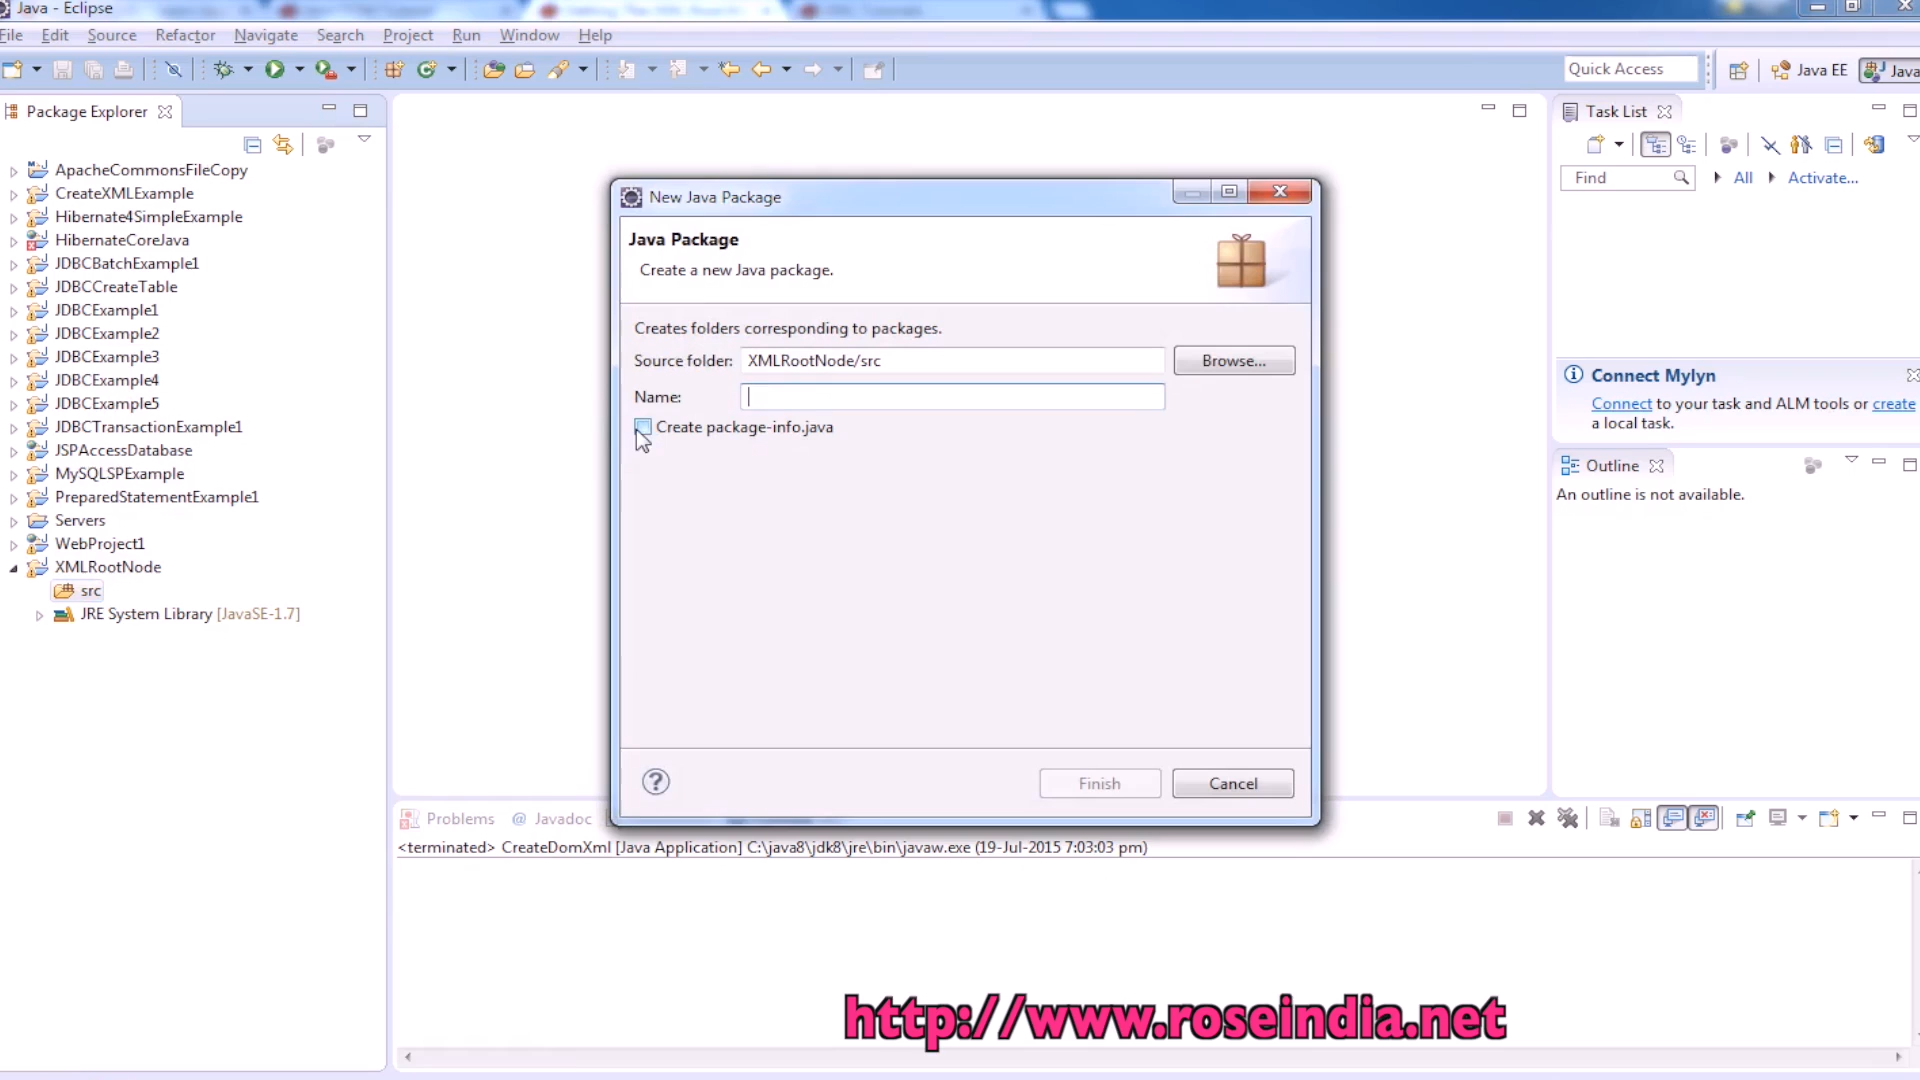 Java - Eclipse
File Edit Source Refactor Navigate Search Project Run Window Help
Quick Access
Java EE
Java
Package Explorer
ApacheCommonsFileCopy
CreateXMLExample
Hibernate4SimpleExample
HibernateCoreJava
JDBCBatchExample1
JDBCCreateTable
JDBCExample1
JDBCExample2
JDBCExample3
JDBCExample4
JDBCExample5
JDBCTransactionExample1
JSPAccessDatabase
MySQLSPExample
PreparedStatementExample1
Servers
WebProject1
XMLRootNode
src
JRE System Library [JavaSE-1.7]
New Java Package
Java Package
Create a new Java package.
Creates folders corresponding to packages.
Source folder: XMLRootNode/src Browse...
Name:
Create package-info.java
? Finish Cancel
Task List
Find All Activate...
Connect Mylyn
Connect to your task and ALM tools or create
a local task.
Outline
An outline is not available.
Problems @ Javadoc
<terminated> CreateDomXml [Java Application] C:\java8\jdk8\jre\bin\javaw.exe (19-Jul-2015 7:03:03 pm)
http://www.roseindia.net